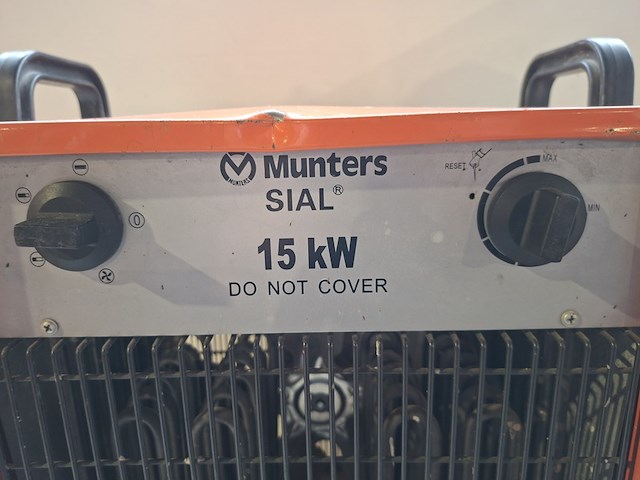 Munters
SIAL®
15 kW
DO NOT COVER
RESET
MAX
MIN
0